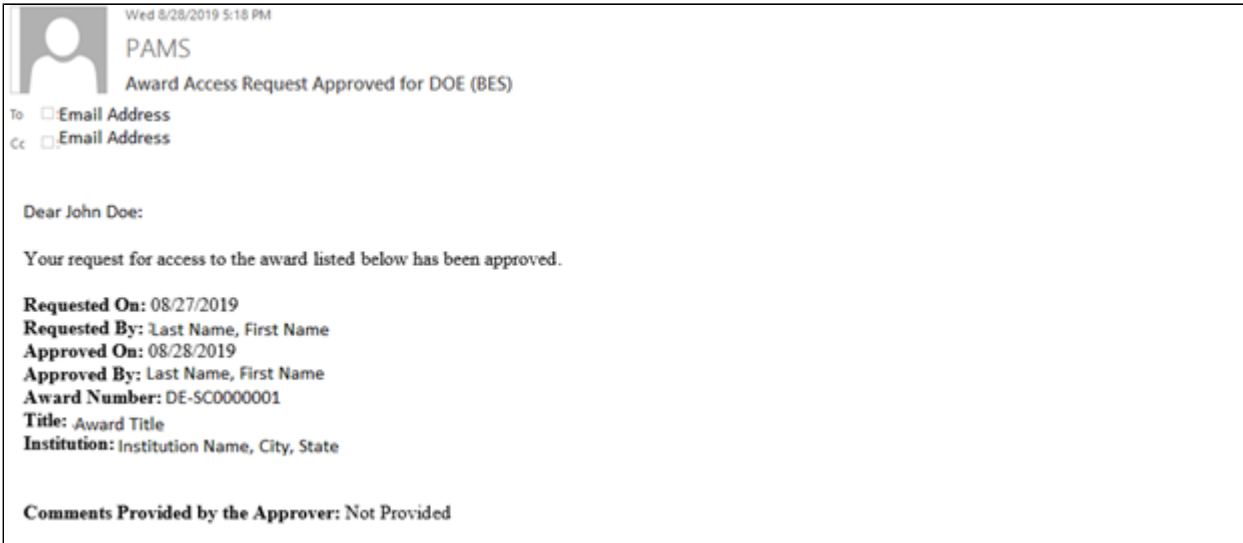 Wed 8/28/2019 5:18 PM
PAMS
Award Access Request Approved for DOE (BES)
To Email Address
Cc Email Address
Dear John Doe:
Your request for access to the award listed below has been approved.
Requested On: 08/27/2019
Requested By: Last Name, First Name
Approved On: 08/28/2019
Approved By: Last Name, First Name
Award Number: DE-SC0000001
Title: Award Title
Institution: Institution Name, City, State
Comments Provided by the Approver: Not Provided